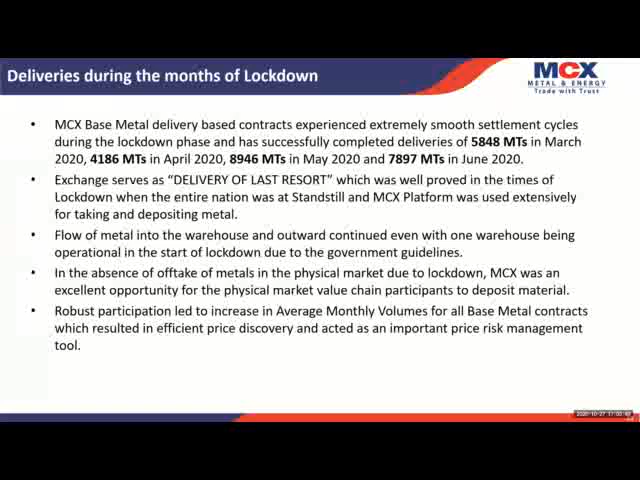 Deliveries during the months of Lockdown
MCX
METAL & ENERGY
Trade with Trust
• MCX Base Metal delivery based contracts experienced extremely smooth settlement cycles
during the lockdown phase and has successfully completed deliveries of 5848 MTs in March
2020, 4186 MTs in April 2020, 8946 MTs in May 2020 and 7897 MTs in June 2020.
• Exchange serves as “DELIVERY OF LAST RESORT” which was well proved in the times of
Lockdown when the entire nation was at Standstill and MCX Platform was used extensively
for taking and depositing metal.
• Flow of metal into the warehouse and outward continued even with one warehouse being
operational in the start of lockdown due to the government guidelines.
• In the absence of offtake of metals in the physical market due to lockdown, MCX was an
excellent opportunity for the physical market value chain participants to deposit material.
• Robust participation led to increase in Average Monthly Volumes for all Base Metal contracts
which resulted in efficient price discovery and acted as an important price risk management
tool.
2020-10-27